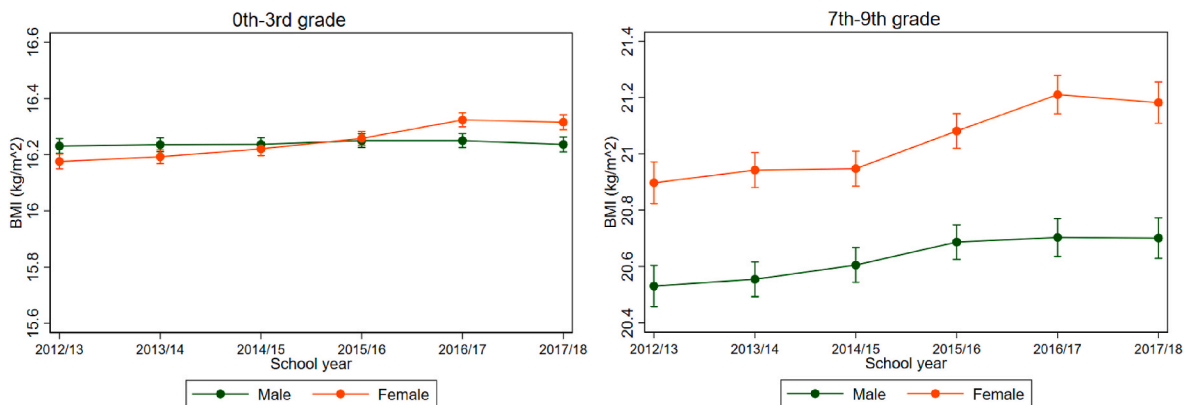 0th-3rd grade
BMI (kg/m^2)
16.6
16.4
16.2
16
15.8
15.6
2012/13 2013/14 2014/15 2015/16 2016/17 2017/18
School year
Male Female
7th-9th grade
BMI (kg/m^2)
21.4
21.2
21
20.8
20.6
20.4
2012/13 2013/14 2014/15 2015/16 2016/17 2017/18
School year
Male Female